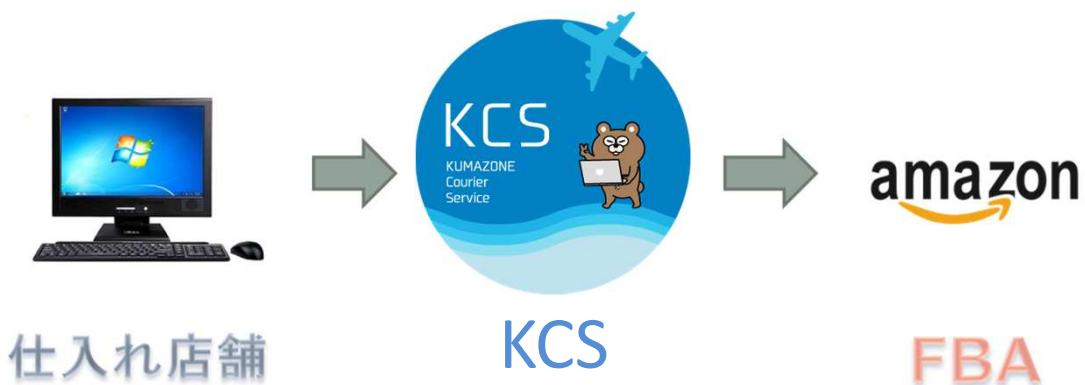 KCS
KUMAZONE
Courier
Service
amazon
仕入れ店舗
KCS
FBA